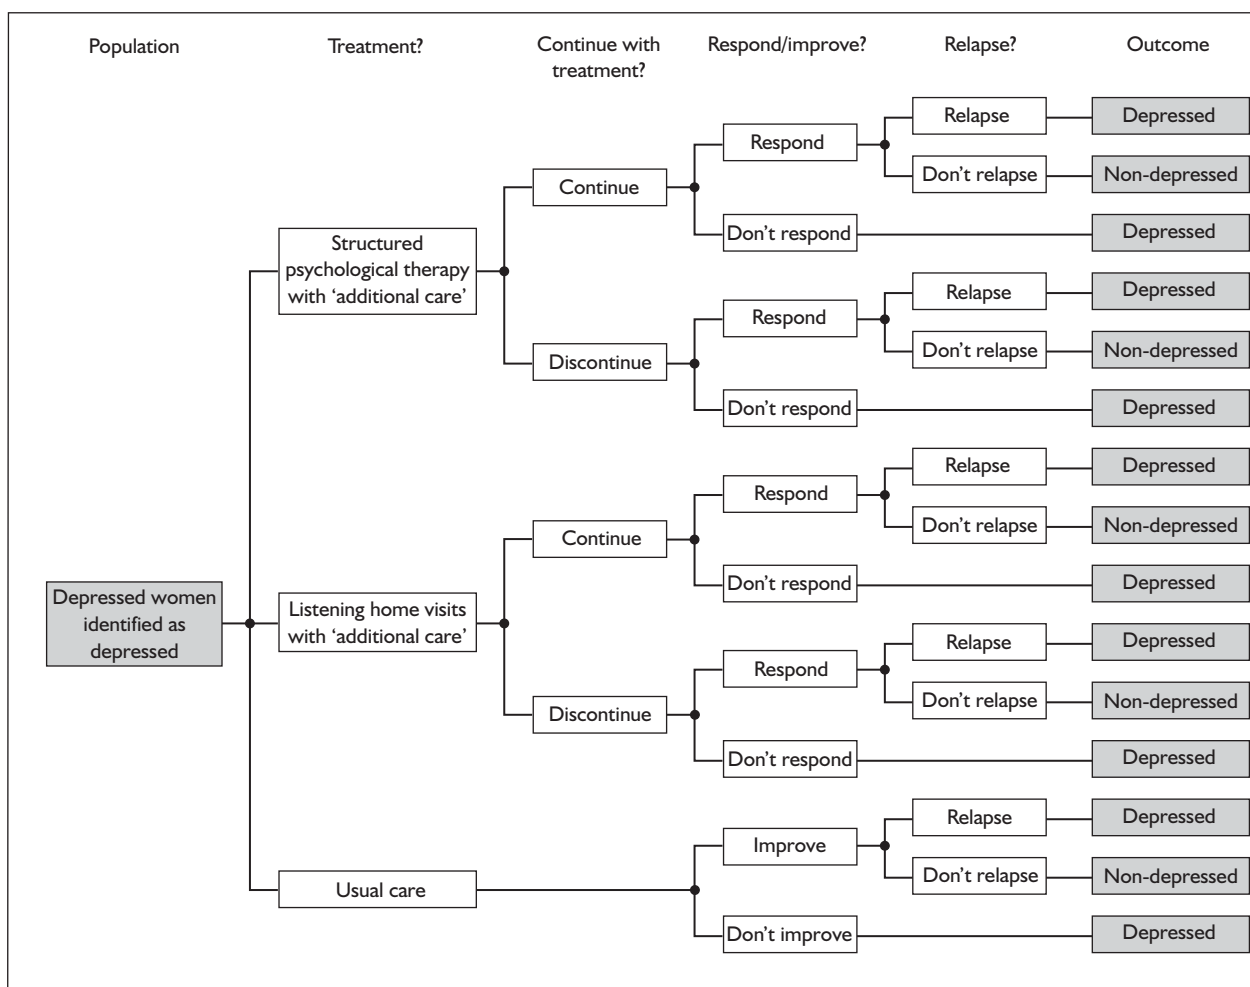 Population
Treatment?
Continue with
treatment?
Respond/improve?
Relapse?
Outcome
Depressed women
identified as
depressed
Structured
psychological therapy
with ‘additional care’
Continue
Respond
Relapse
Depressed
Don’t relapse
Non-depressed
Don’t respond
Depressed
Discontinue
Respond
Relapse
Depressed
Don’t relapse
Non-depressed
Don’t respond
Depressed
Listening home visits
with ‘additional care’
Continue
Respond
Relapse
Depressed
Don’t relapse
Non-depressed
Don’t respond
Depressed
Discontinue
Respond
Relapse
Depressed
Don’t relapse
Non-depressed
Don’t respond
Depressed
Usual care
Improve
Relapse
Depressed
Don’t relapse
Non-depressed
Don’t improve
Depressed